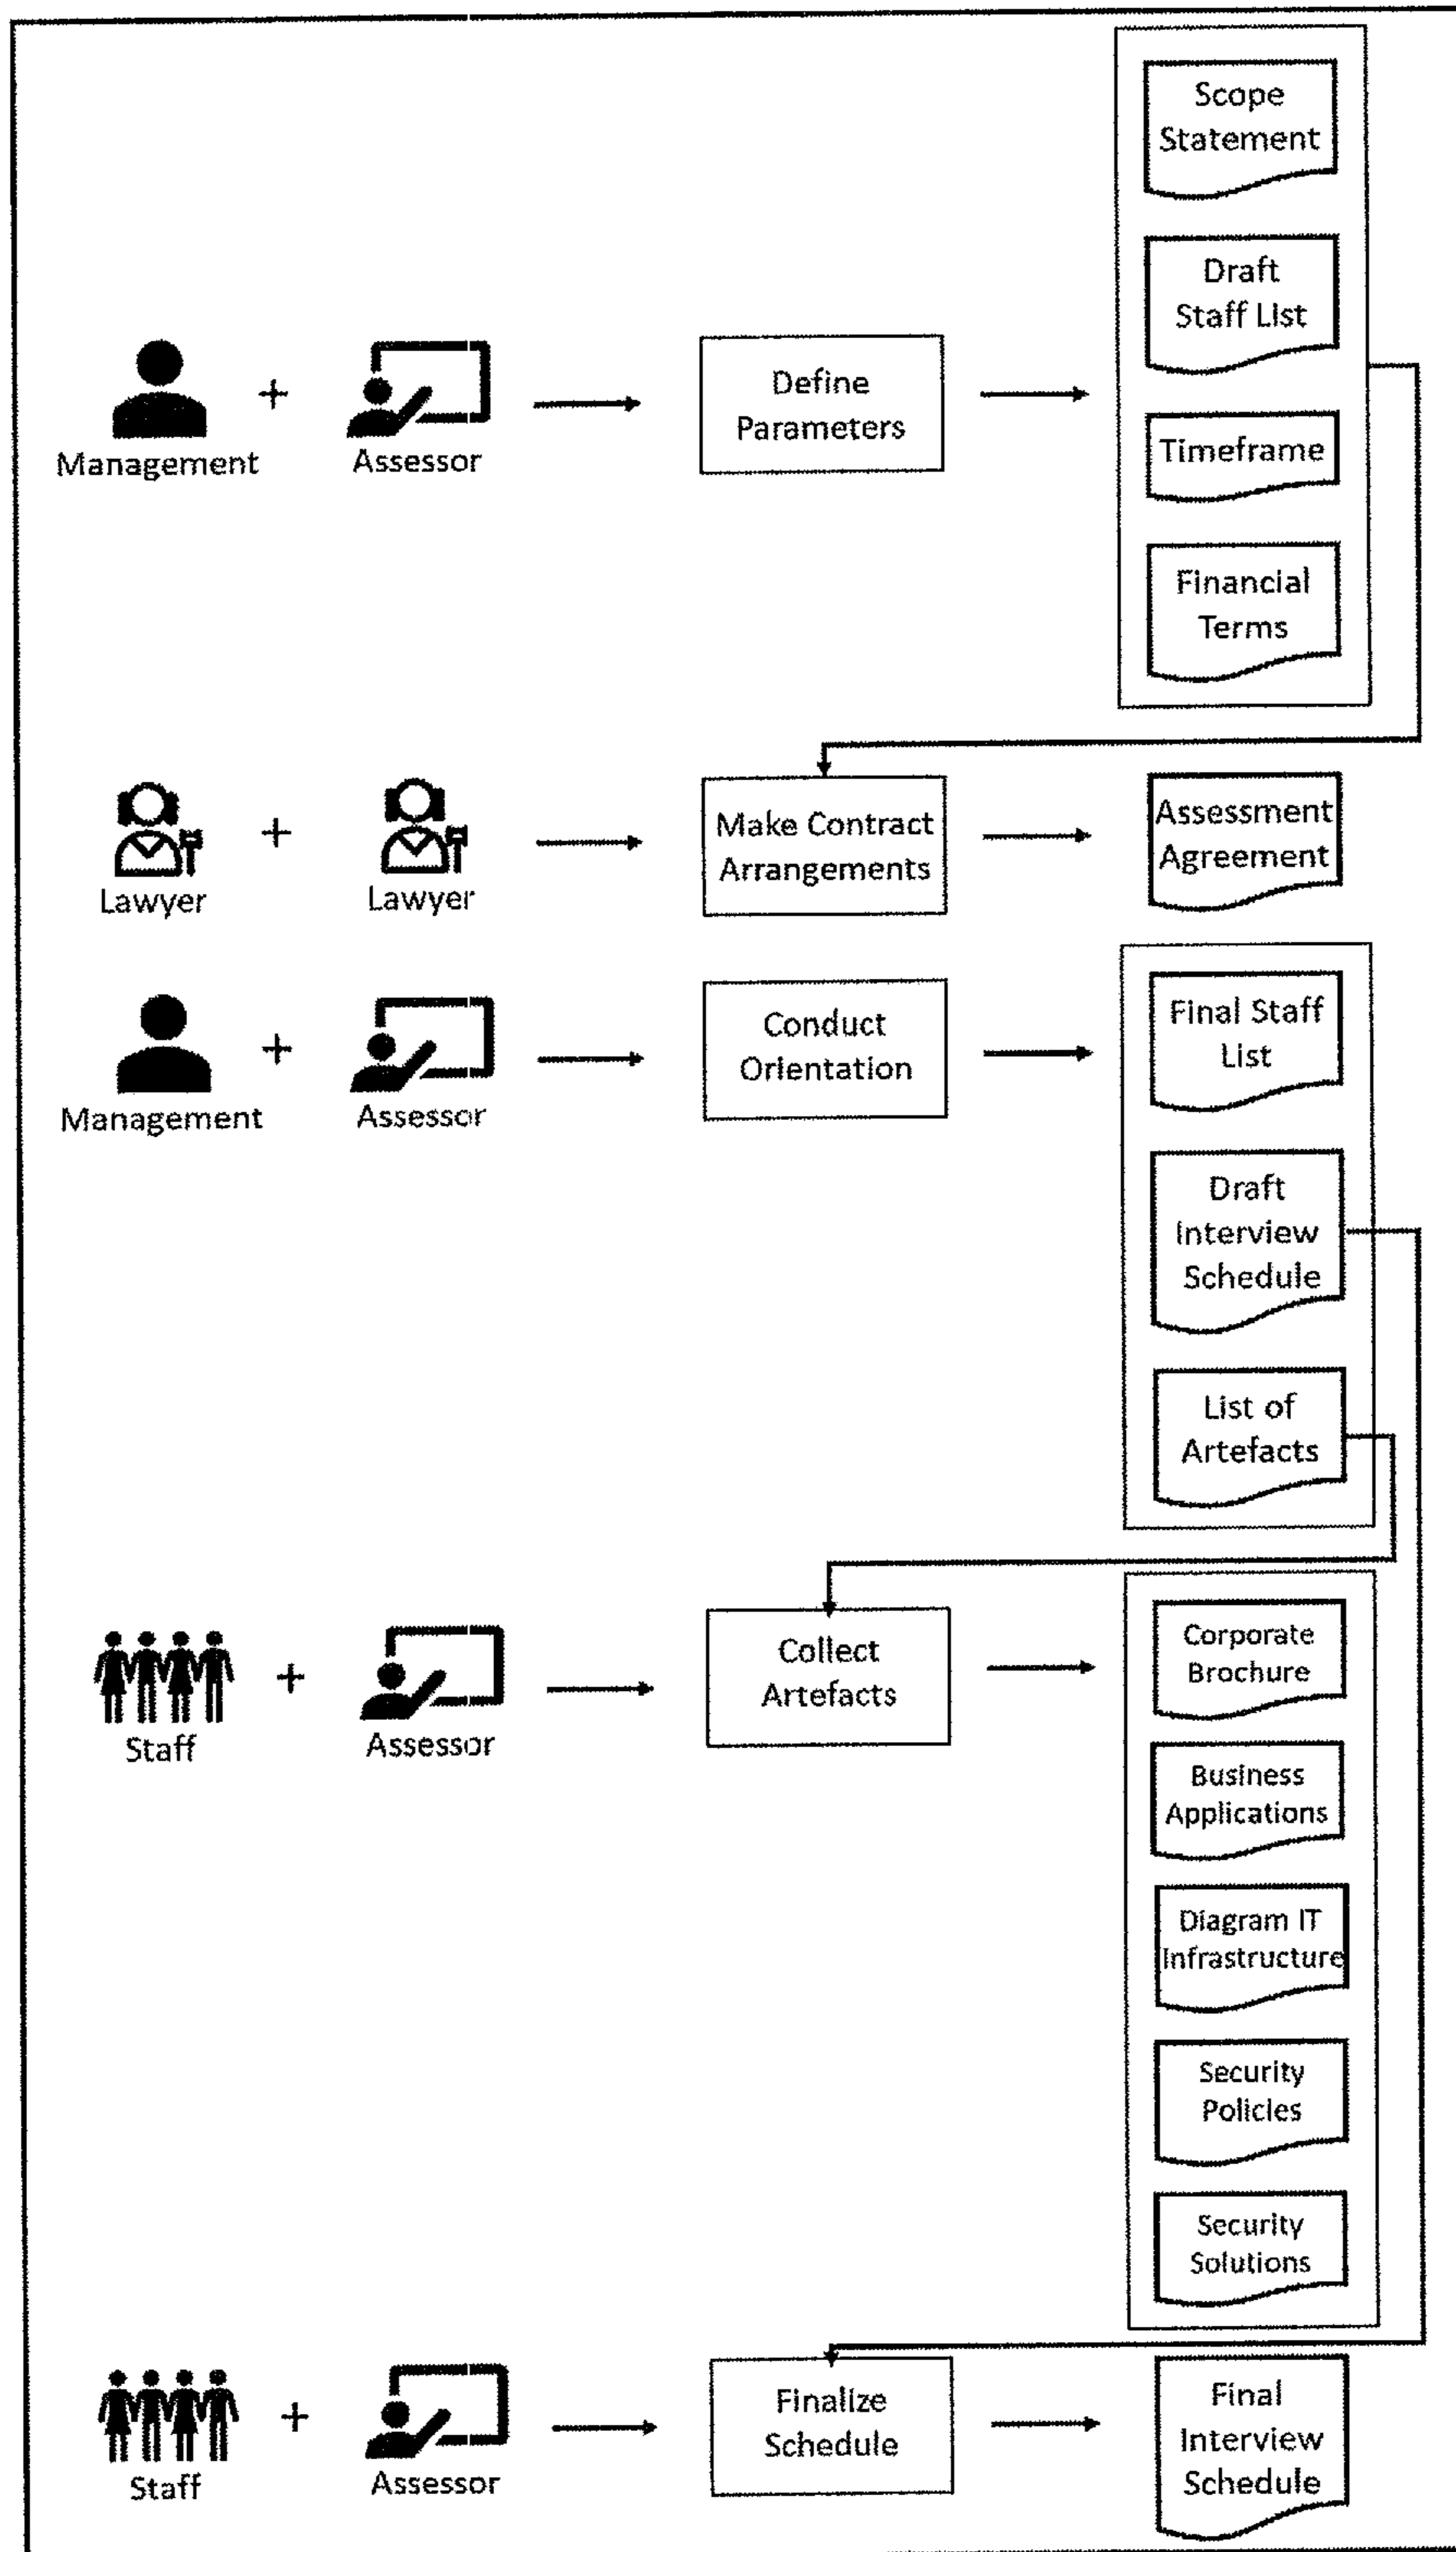 Scope
Statement
Draft
Staff List
Timeframe
Financial
Terms
Management
+
Assessor
Define
Parameters
Lawyer
+
Lawyer
Make Contract
Arrangements
Assessment
Agreement
Management
+
Assessor
Conduct
Orientation
Final Staff
List
Draft
Interview
Schedule
List of
Artefacts
Staff
+
Assessor
Collect
Artefacts
Corporate
Brochure
Business
Applications
Diagram IT
Infrastructure
Security
Policies
Security
Solutions
Staff
+
Assessor
Finalize
Schedule
Final
Interview
Schedule